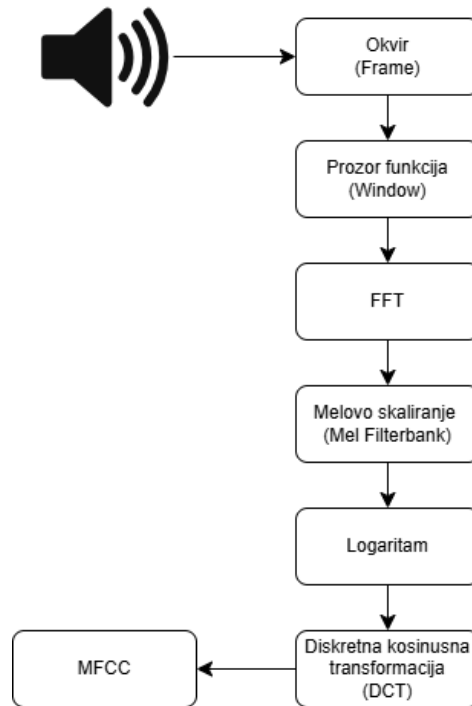 Okvir
(Frame)
Prozor funkcija
(Window)
FFT
Melovo skaliranje
(Mel Filterbank)
Logaritam
Diskretna kosinusna
transformacija
(DCT)
MFCC